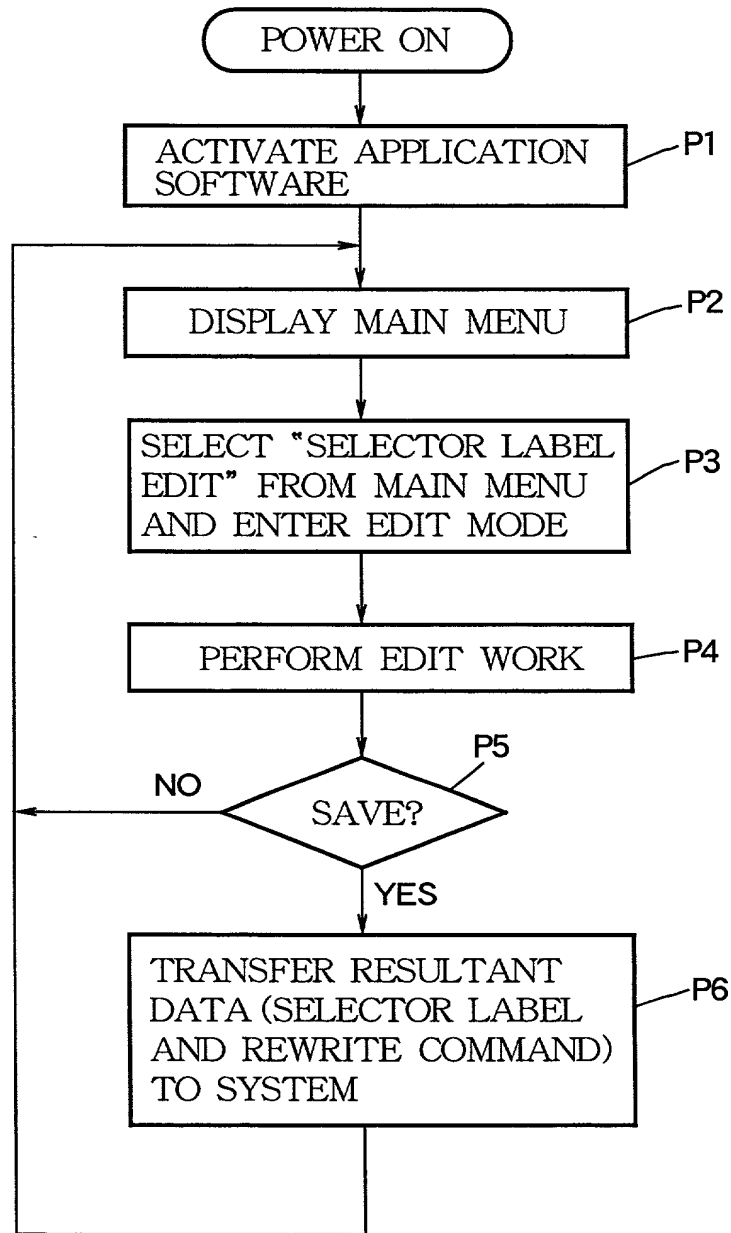 POWER ON
ACTIVATE APPLICATION
SOFTWARE
P1
DISPLAY MAIN MENU
P2
SELECT “SELECTOR LABEL
EDIT” FROM MAIN MENU
AND ENTER EDIT MODE
P3
PERFORM EDIT WORK
P4
P5
NO
SAVE?
YES
TRANSFER RESULTANT
DATA (SELECTOR LABEL
AND REWRITE COMMAND)
TO SYSTEM
P6